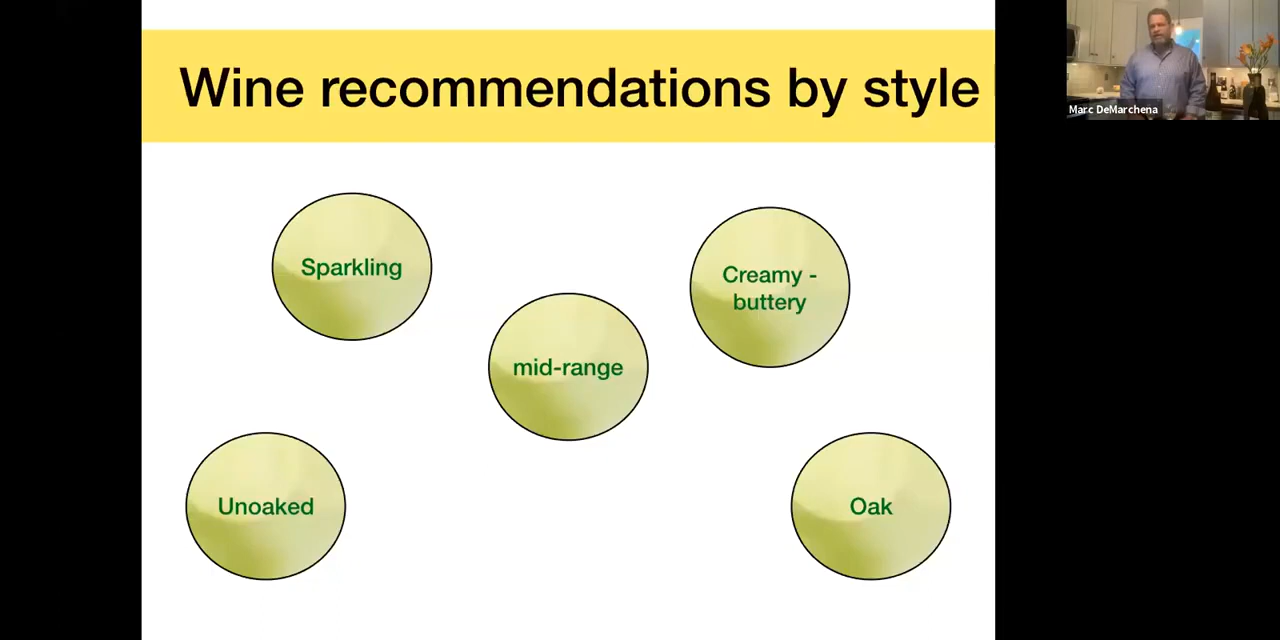 Wine recommendations by style
Marc DeMarchena
Sparkling
Creamy -
buttery
mid-range
Unoaked
Oak